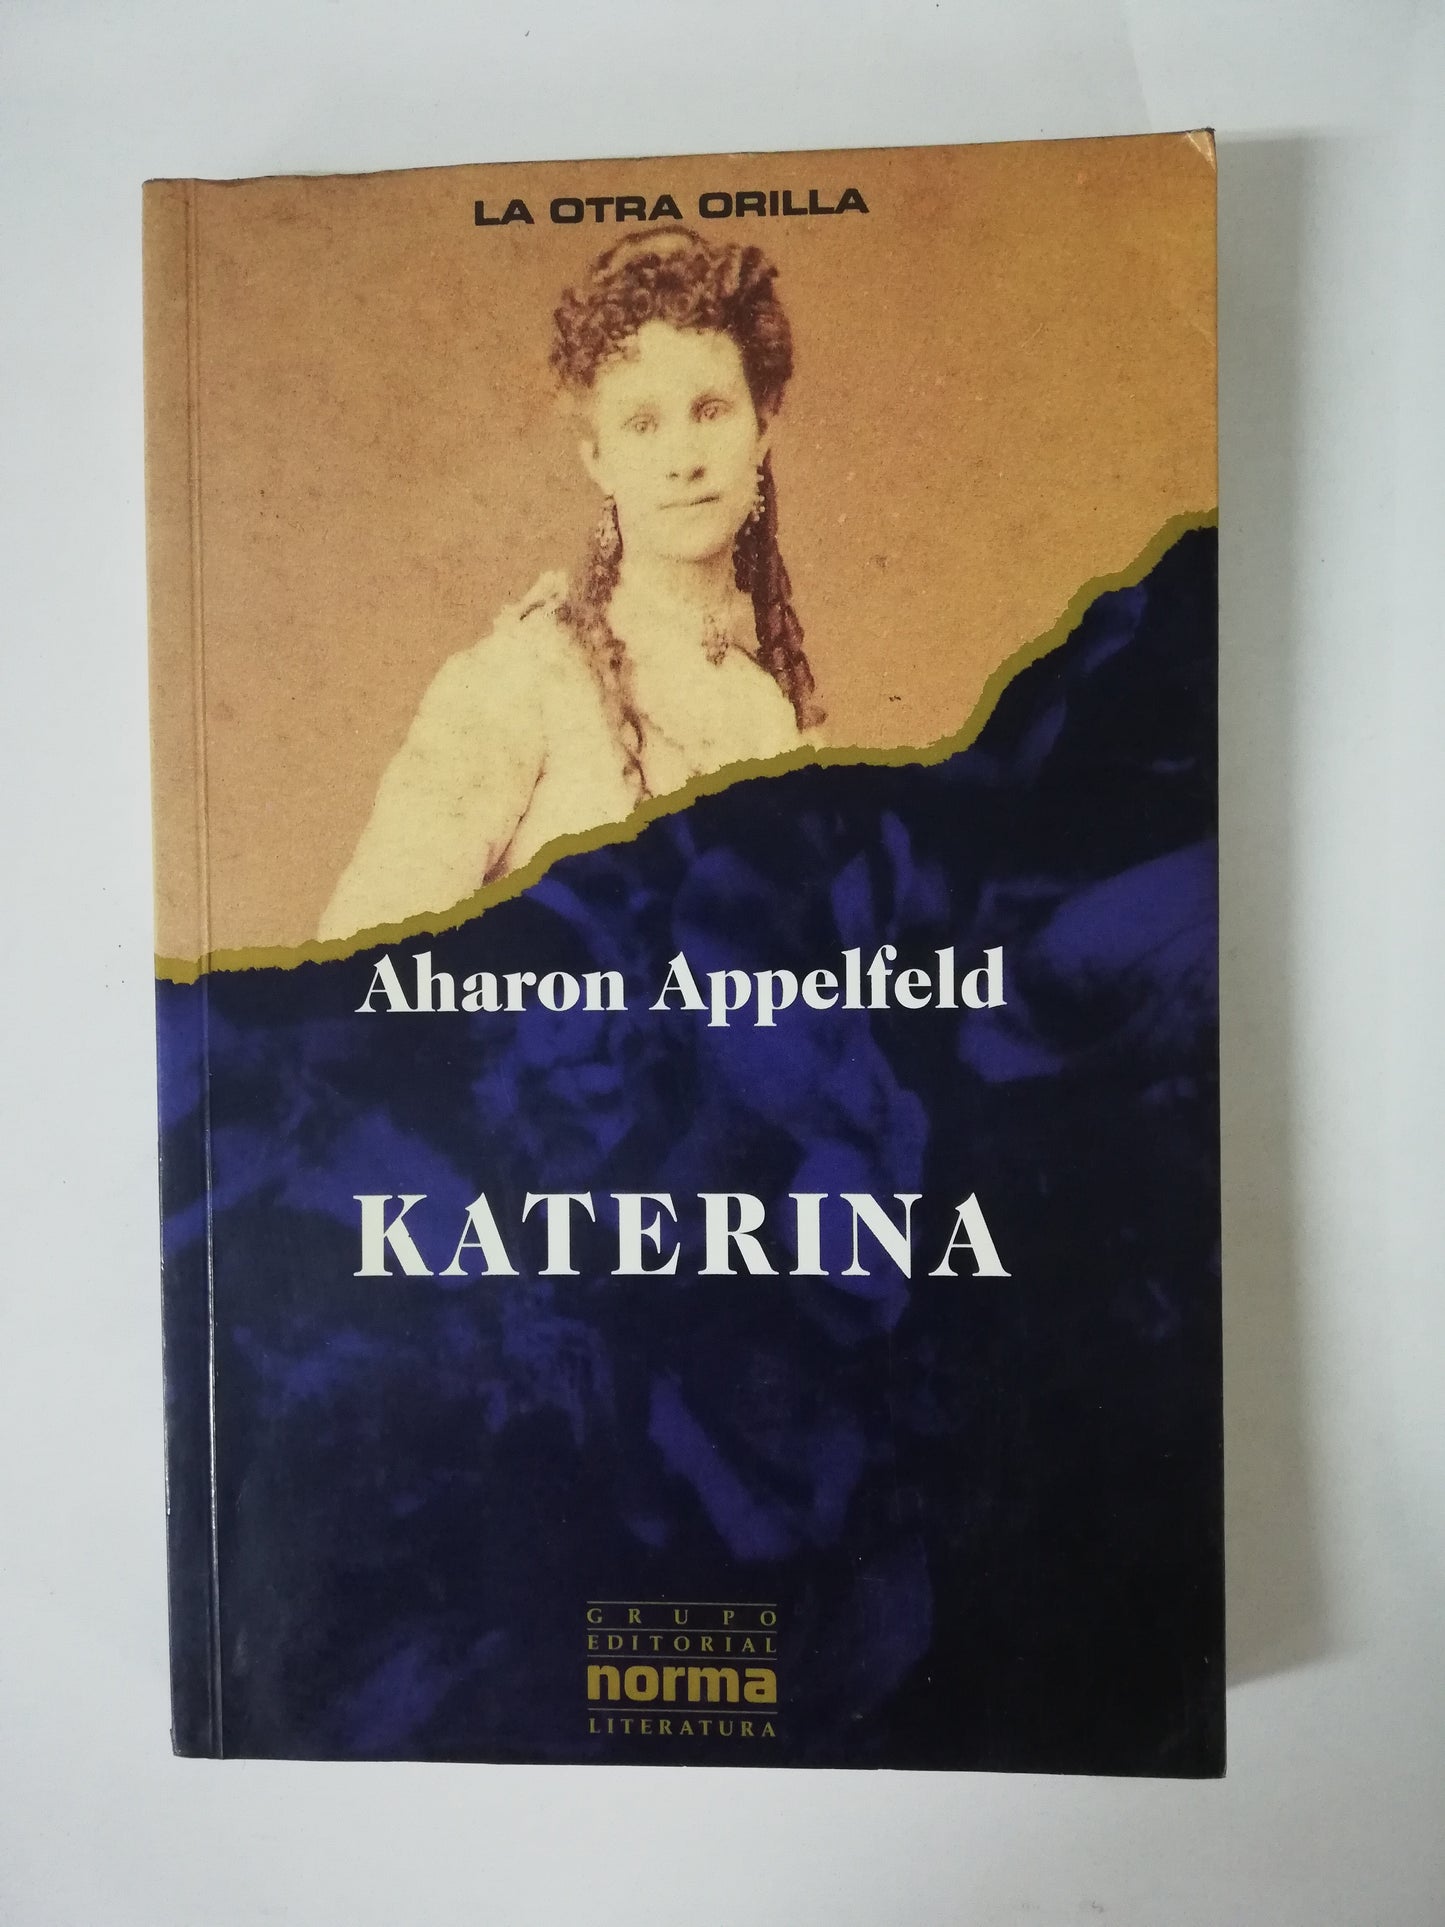 LA OTRA ORILLA
Aharon Appelfeld
KATERINA
GRUPO
EDITORIAL
norma
LITERATURA